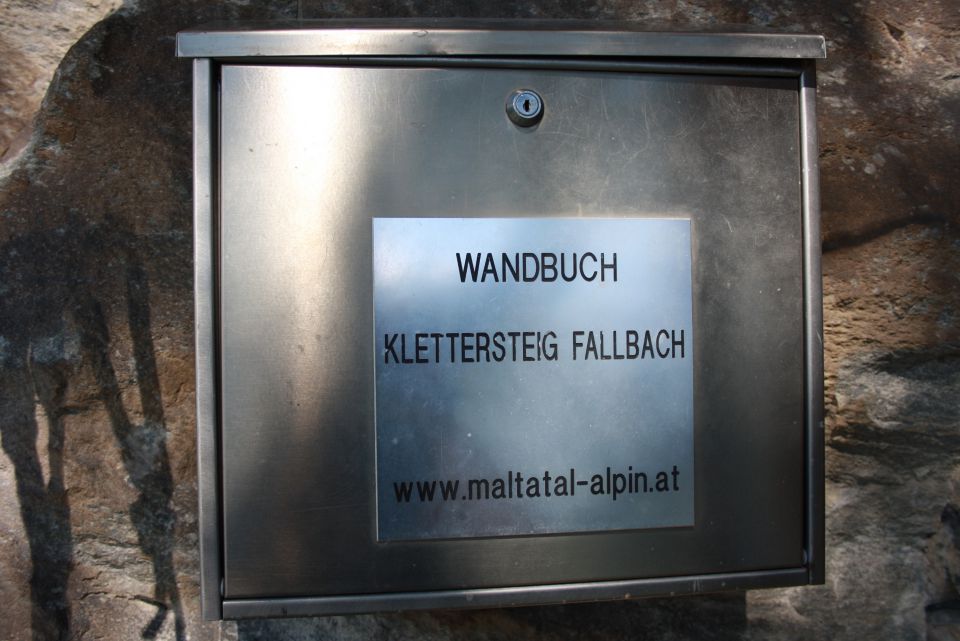 WANDBUCH
KLETTERSTEIG FALLBACH
www.maltatal-alpin.at